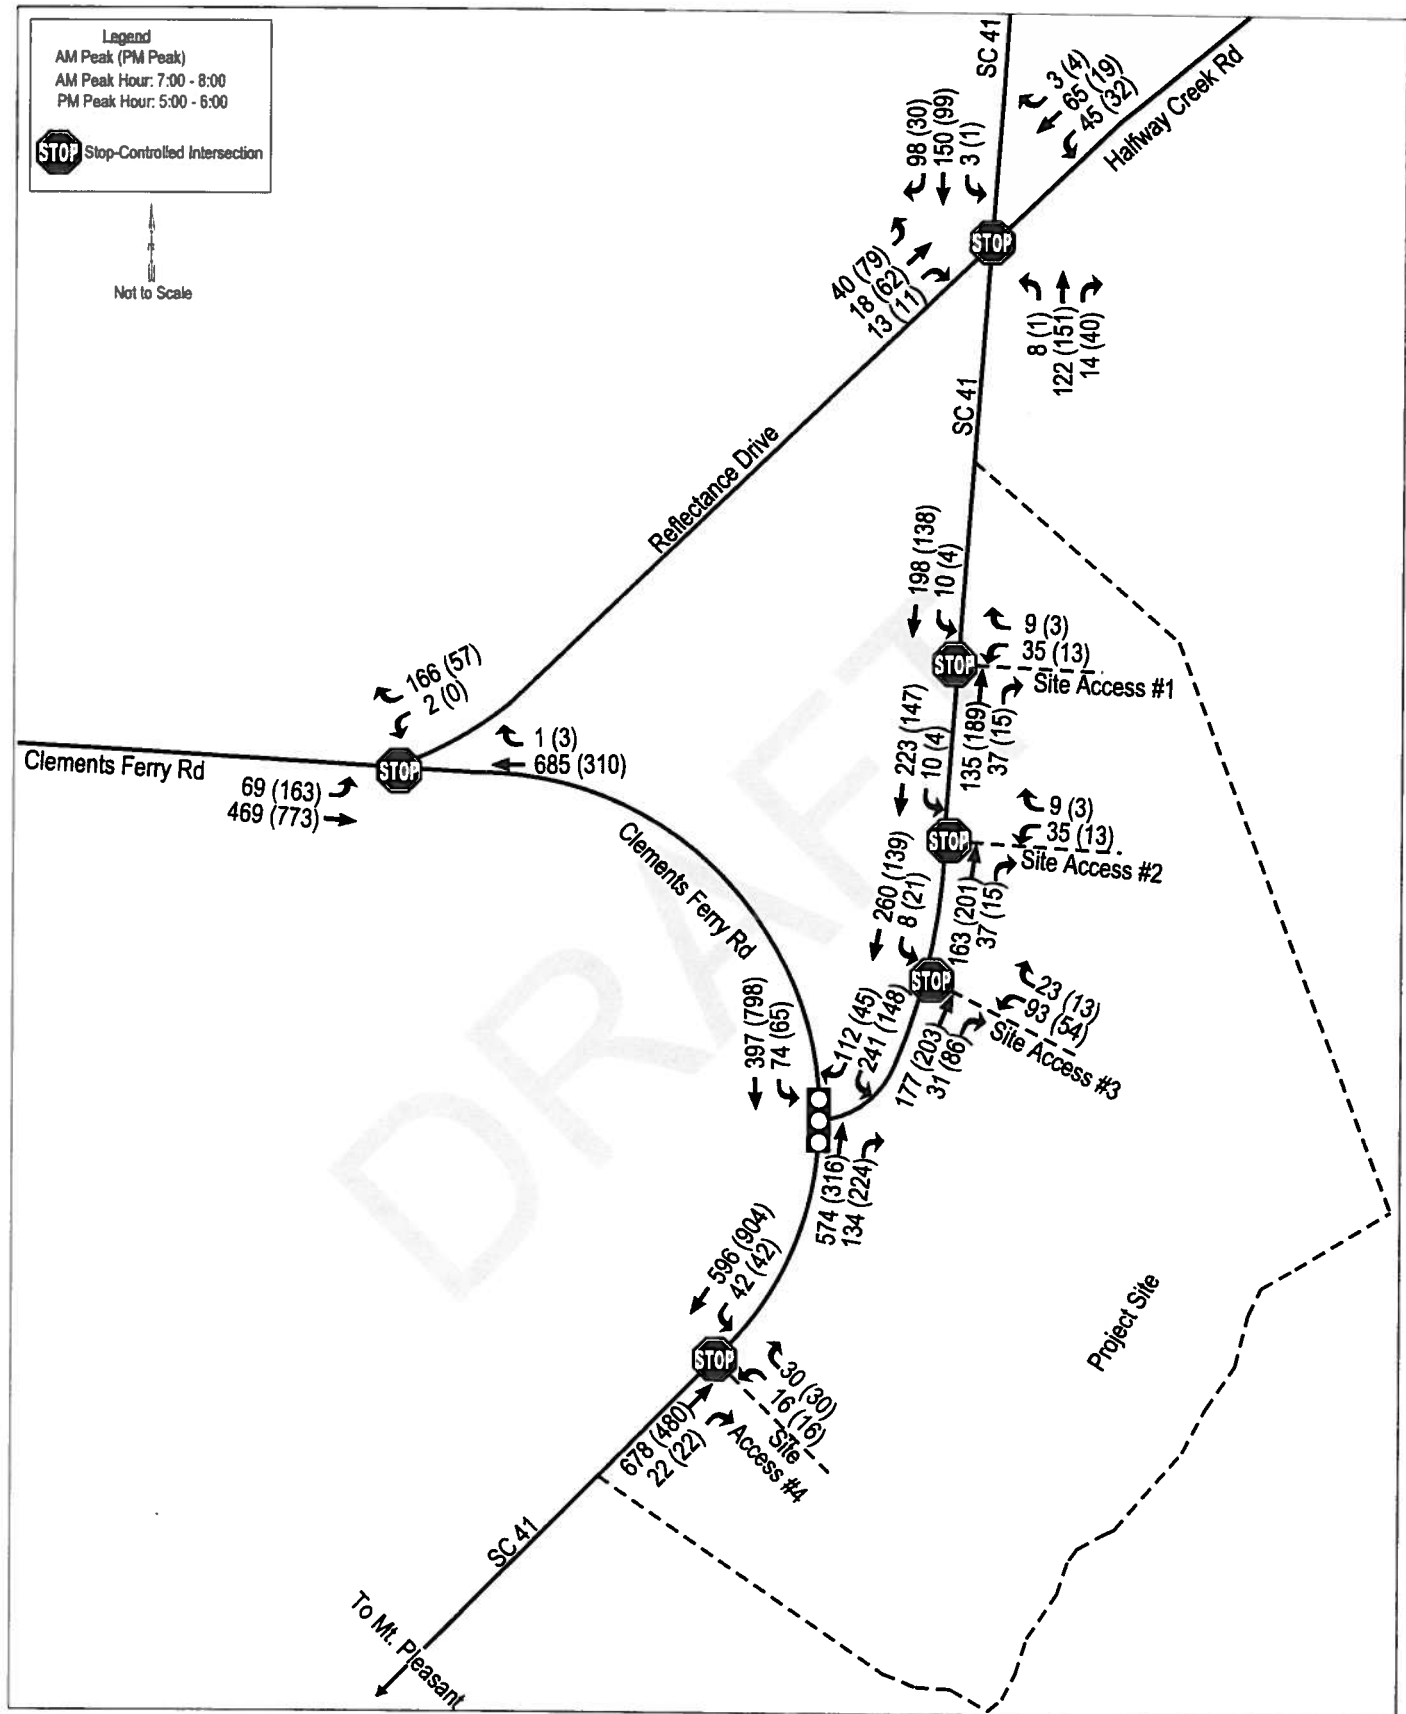 Legend
AM Peak (PM Peak)
AM Peak Hour: 7:00 - 8:00
PM Peak Hour: 5:00 - 6:00
STOP Stop-Controlled Intersection
Not to Scale
SC 41
Halfway Creek Rd
3 (4)
65 (19)
45 (32)
98 (30)
150 (99)
3 (1)
STOP
40 (79)
18 (62)
13 (11)
8 (1)
122 (151)
14 (40)
SC 41
Reflectance Drive
198 (138)
10 (4)
STOP
9 (3)
35 (13)
Site Access #1
135 (189)
37 (15)
166 (57)
2 (0)
1 (3)
685 (310)
Clements Ferry Rd
STOP
69 (163)
469 (773)
Clements Ferry Rd
223 (147)
10 (4)
STOP
9 (3)
35 (13)
Site Access #2
163 (201)
37 (15)
260 (139)
8 (21)
STOP
23 (13)
93 (54)
Site Access #3
177 (203)
31 (86)
397 (798)
74 (65)
112 (45)
241 (148)
574 (316)
134 (224)
596 (904)
42 (42)
STOP
30 (30)
16 (16)
Site
Access #4
678 (480)
22 (22)
Project Site
SC 41
To Mt. Pleasant
DRAFT